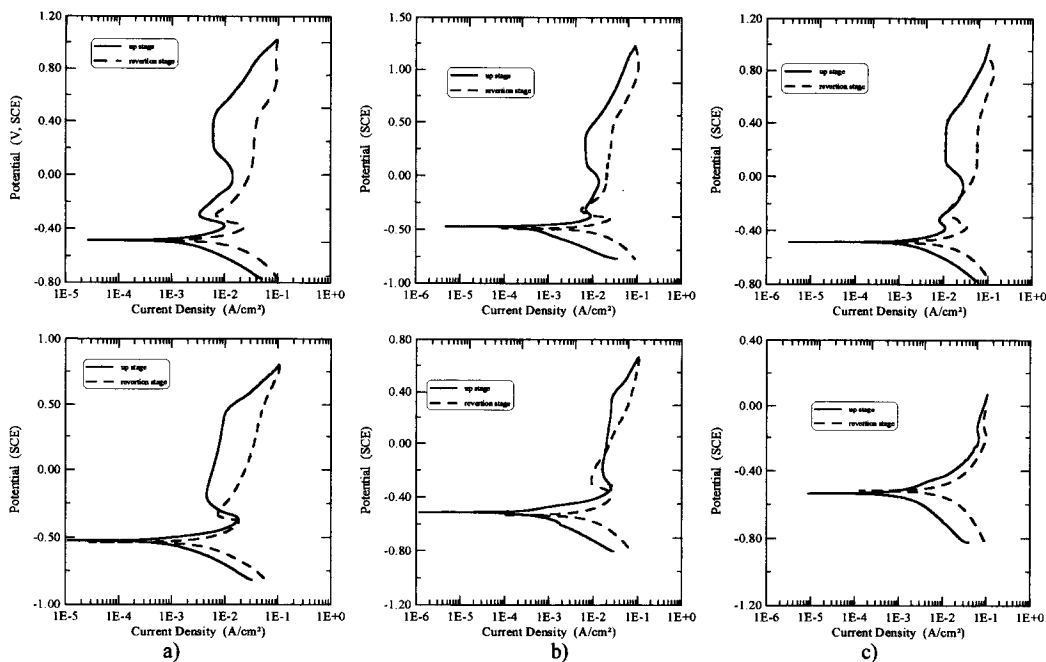 1.20
0.80
0.40
0.00
-0.40
-0.80
Potential (V, SCE)
up stage
revertion stage
1E-5 1E-4 1E-3 1E-2 1E-1 1E+0
Current Density (A/cm²)
1.50
1.00
0.50
0.00
-0.50
-1.00
Potential (SCE)
up stage
revertion stage
1E-6 1E-5 1E-4 1E-3 1E-2 1E-1 1E+0
Current Density (A/cm²)
1.20
0.80
0.40
0.00
-0.40
-0.80
Potential (SCE)
up stage
revertion stage
1E-6 1E-5 1E-4 1E-3 1E-2 1E-1 1E+0
Current Density (A/cm²)
1.00
0.50
0.00
-0.50
-1.00
Potential (SCE)
up stage
revertion stage
1E-5 1E-4 1E-3 1E-2 1E-1 1E+0
Current Density (A/cm²)
a)
0.80
0.40
0.00
-0.40
-0.80
-1.20
Potential (SCE)
up stage
revertion stage
1E-6 1E-5 1E-4 1E-3 1E-2 1E-1 1E+0
Current Density (A/cm²)
b)
0.40
0.00
-0.40
-0.80
-1.20
Potential (SCE)
up stage
revertion stage
1E-6 1E-5 1E-4 1E-3 1E-2 1E-1 1E+0
Current Density (A/cm²)
c)